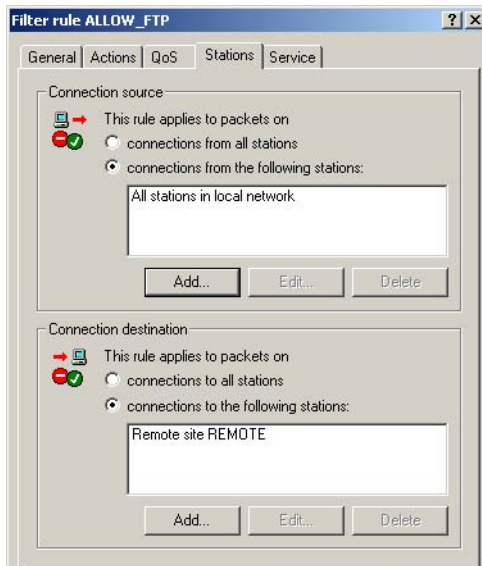 Filter rule ALLOW_FTP
General Actions QoS Stations Service
Connection source
This rule applies to packets on
connections from all stations
connections from the following stations:
All stations in local network
Add... Edit... Delete
Connection destination
This rule applies to packets on
connections to all stations
connections to the following stations:
Remote site REMOTE
Add... Edit... Delete